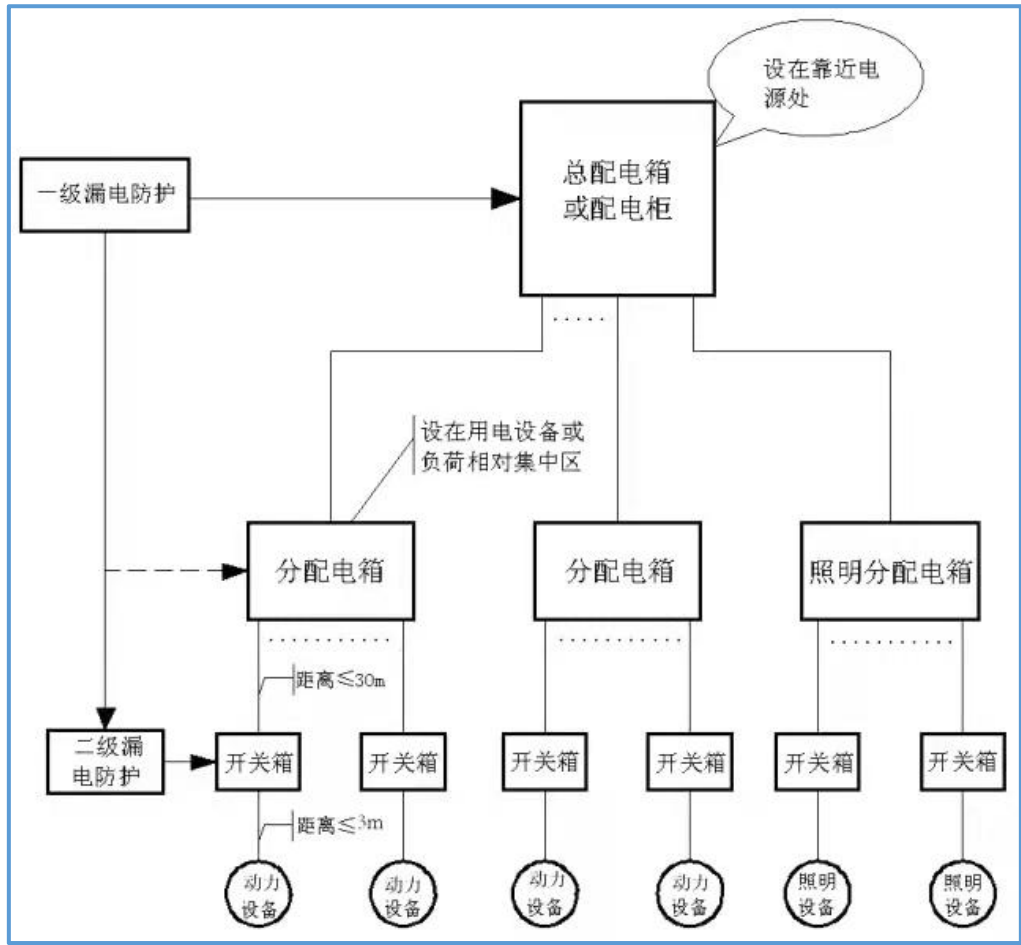 设在靠近电
源处
总配电箱
或配电柜
一级漏电防护
设在用电设备或
负荷相对集中区
分配电箱
分配电箱
照明分配电箱
距离≤30m
二级漏
电防护
开关箱
开关箱
开关箱
开关箱
开关箱
开关箱
距离≤3m
动力
设备
动力
设备
动力
设备
动力
设备
照明
设备
照明
设备